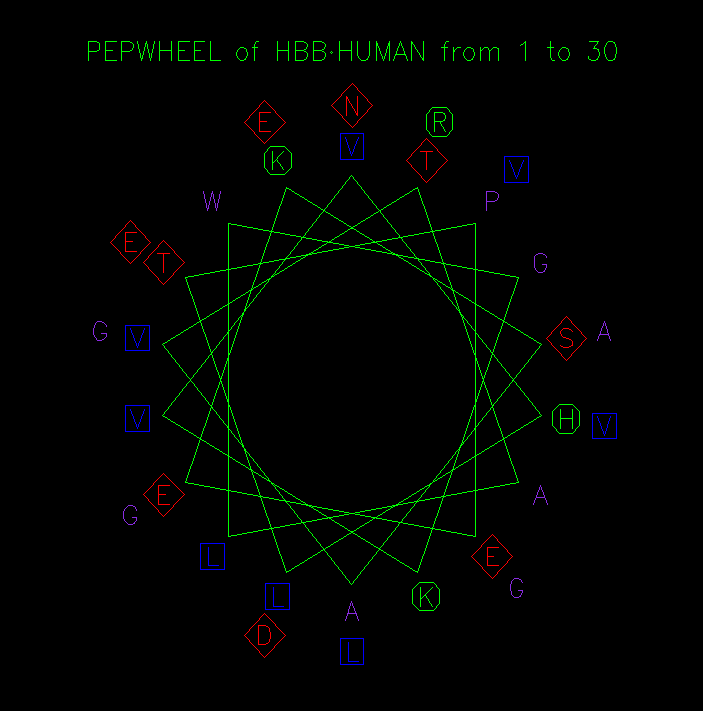 PEPWHEEL of HBB·HUMAN from 1 to 30
E N R
K V T V
W P
E T G
G V S A
V H V
E A
G
L E
L K G
A
D L